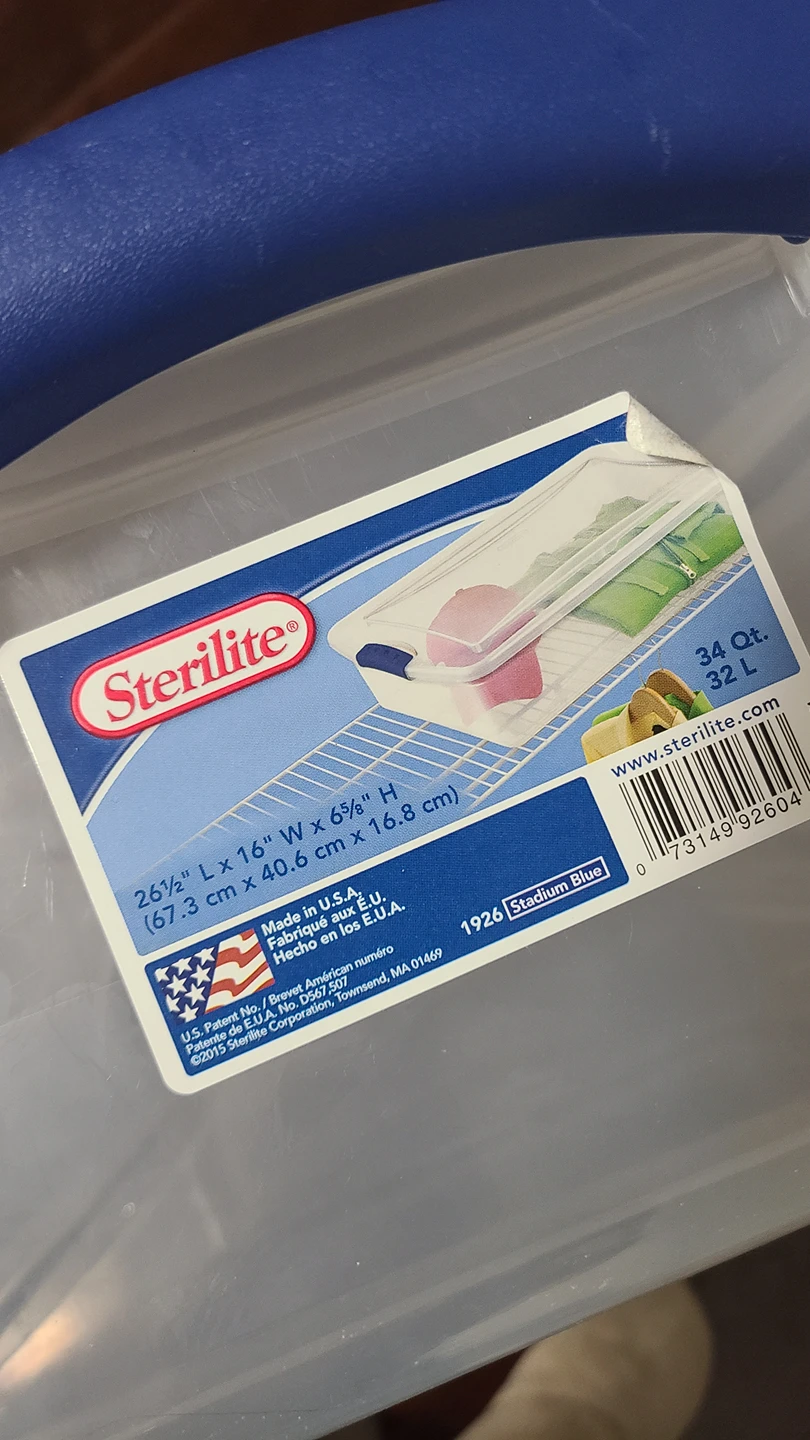 Sterilite®
34 Qt.
32 L
www.sterilite.com
26½" L x 16" W x 6⅝" H
(67.3 cm x 40.6 cm x 16.8 cm)
0 73149 92604
Made in U.S.A.
Fabriqué aux É.U.
Hecho en los E.U.A.
1926 Stadium Blue
U.S. Patent No. / Brevet Américan numéro
Patente de E.U.A. No. D567,507
©2015 Sterilite Corporation, Townsend, MA 01469